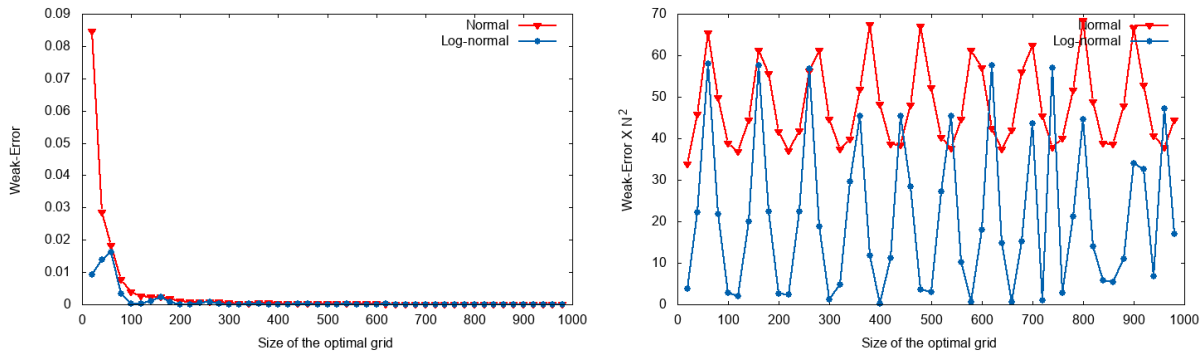 0.09
0.08
0.07
0.06
0.05
0.04
0.03
0.02
0.01
0
Weak-Error
Normal
Log-normal
0 100 200 300 400 500 600 700 800 900 1000
Size of the optimal grid
70
60
50
40
30
20
10
0
Weak-Error X N²
Normal
Log-normal
0 100 200 300 400 500 600 700 800 900 1000
Size of the optimal grid